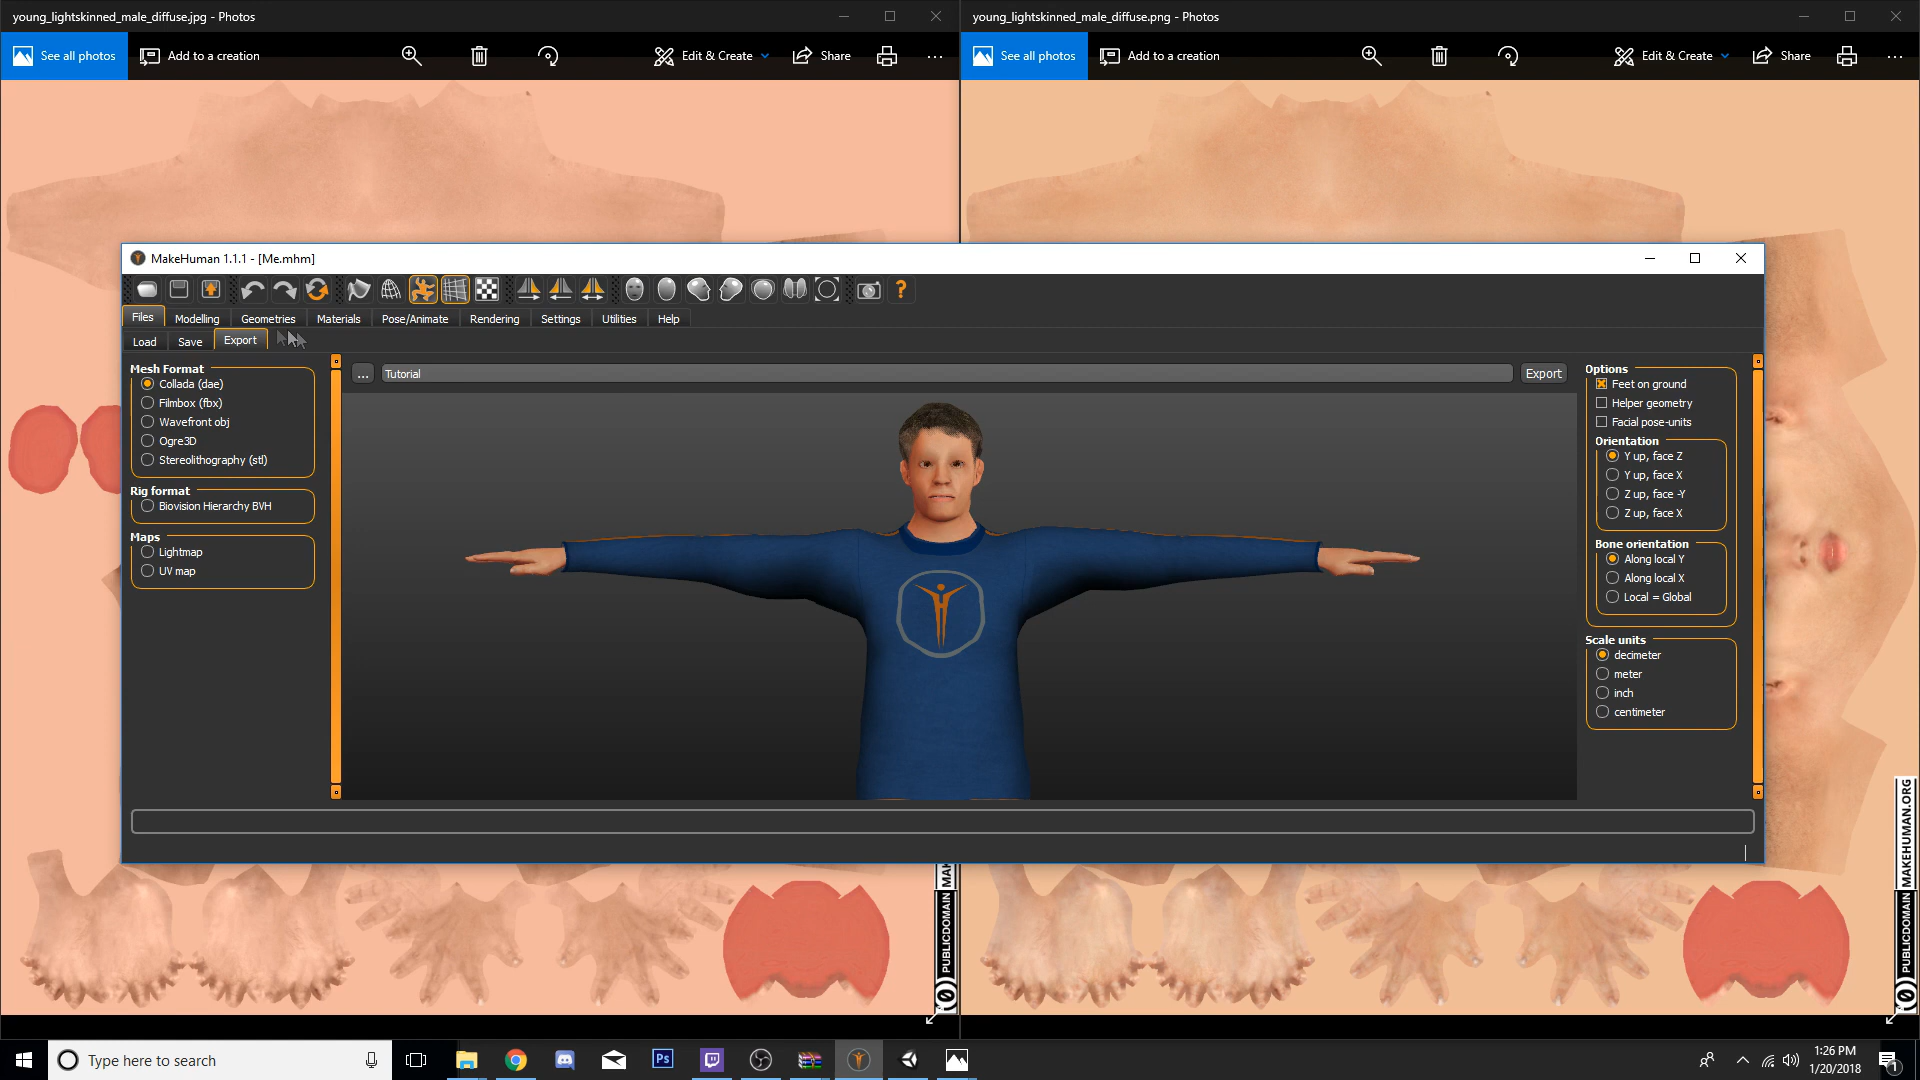 young_lightskinned_male_diffuse.jpg - Photos
young_lightskinned_male_diffuse.png - Photos
See all photos
Add to a creation
Edit & Create
Share
...
See all photos
Add to a creation
Edit & Create
Share
...
MakeHuman 1.1.1 - [Me.mhm]
?
Files
Modelling
Geometries
Materials
Pose/Animate
Rendering
Settings
Utilities
Help
Load
Save
Export
Mesh Format
Collada (dae)
Filmbox (fbx)
Wavefront obj
Ogre3D
Stereolithography (stl)
Rig format
Biovision Hierarchy BVH
Maps
Lightmap
UV map
...
Tutorial
Export
Options
Feet on ground
Helper geometry
Facial pose-units
Orientation
Y up, face Z
Y up, face X
Z up, face -Y
Z up, face X
Bone orientation
Along local Y
Along local X
Local = Global
Scale units
decimeter
meter
inch
centimeter
PUBLICDOMAIN MAK
PUBLICDOMAIN MAKEHUMAN.ORG
Type here to search
Ps
1:26 PM
1/20/2018
1